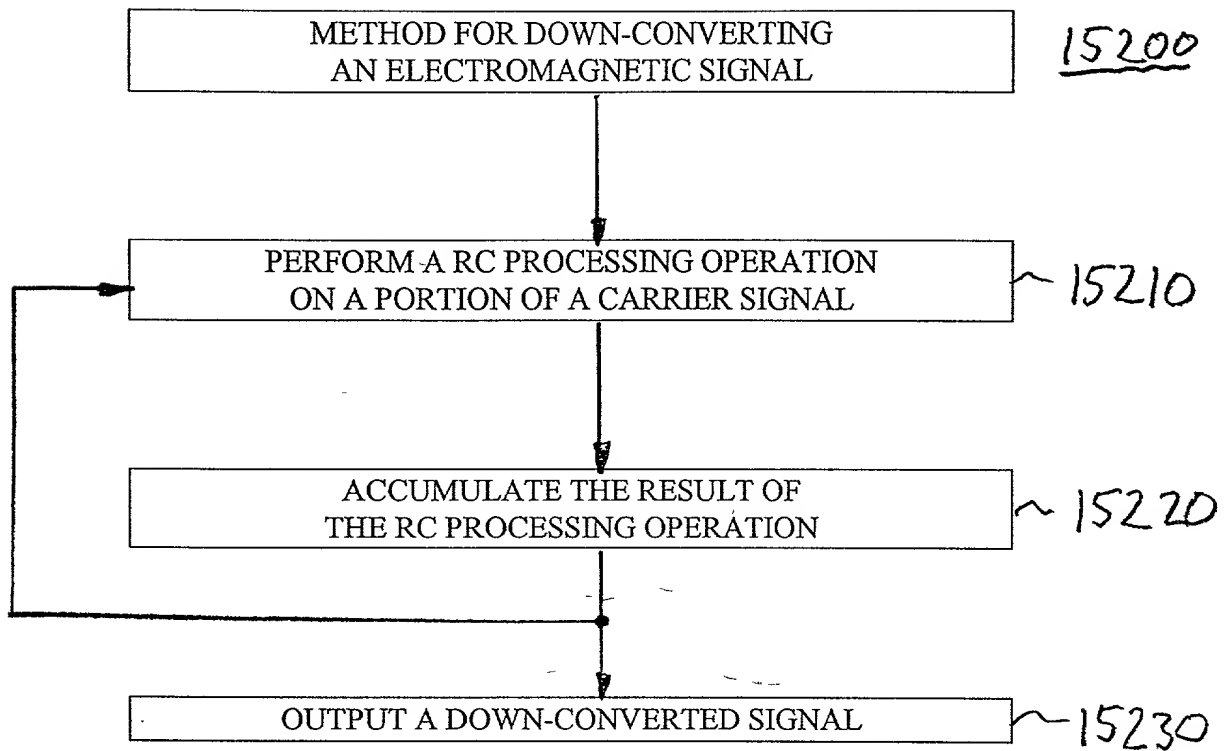 METHOD FOR DOWN-CONVERTING
AN ELECTROMAGNETIC SIGNAL
15200
PERFORM A RC PROCESSING OPERATION
ON A PORTION OF A CARRIER SIGNAL
15210
ACCUMULATE THE RESULT OF
THE RC PROCESSING OPERATION
15220
OUTPUT A DOWN-CONVERTED SIGNAL
15230